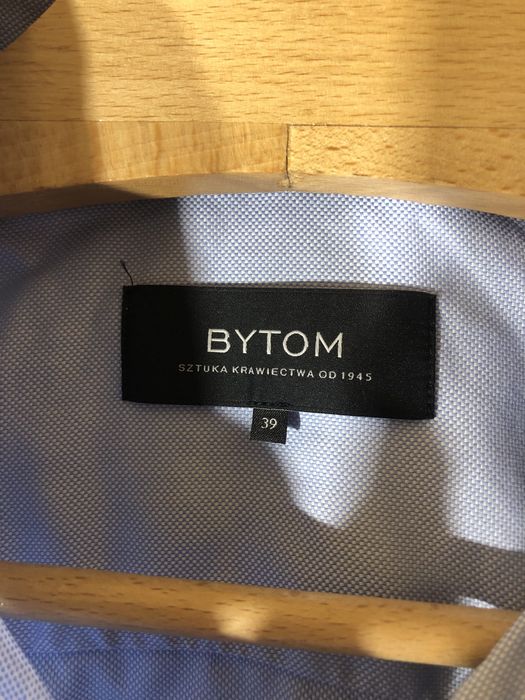 BYTOM
SZTUKA KRAWIECTWA OD 1945
39